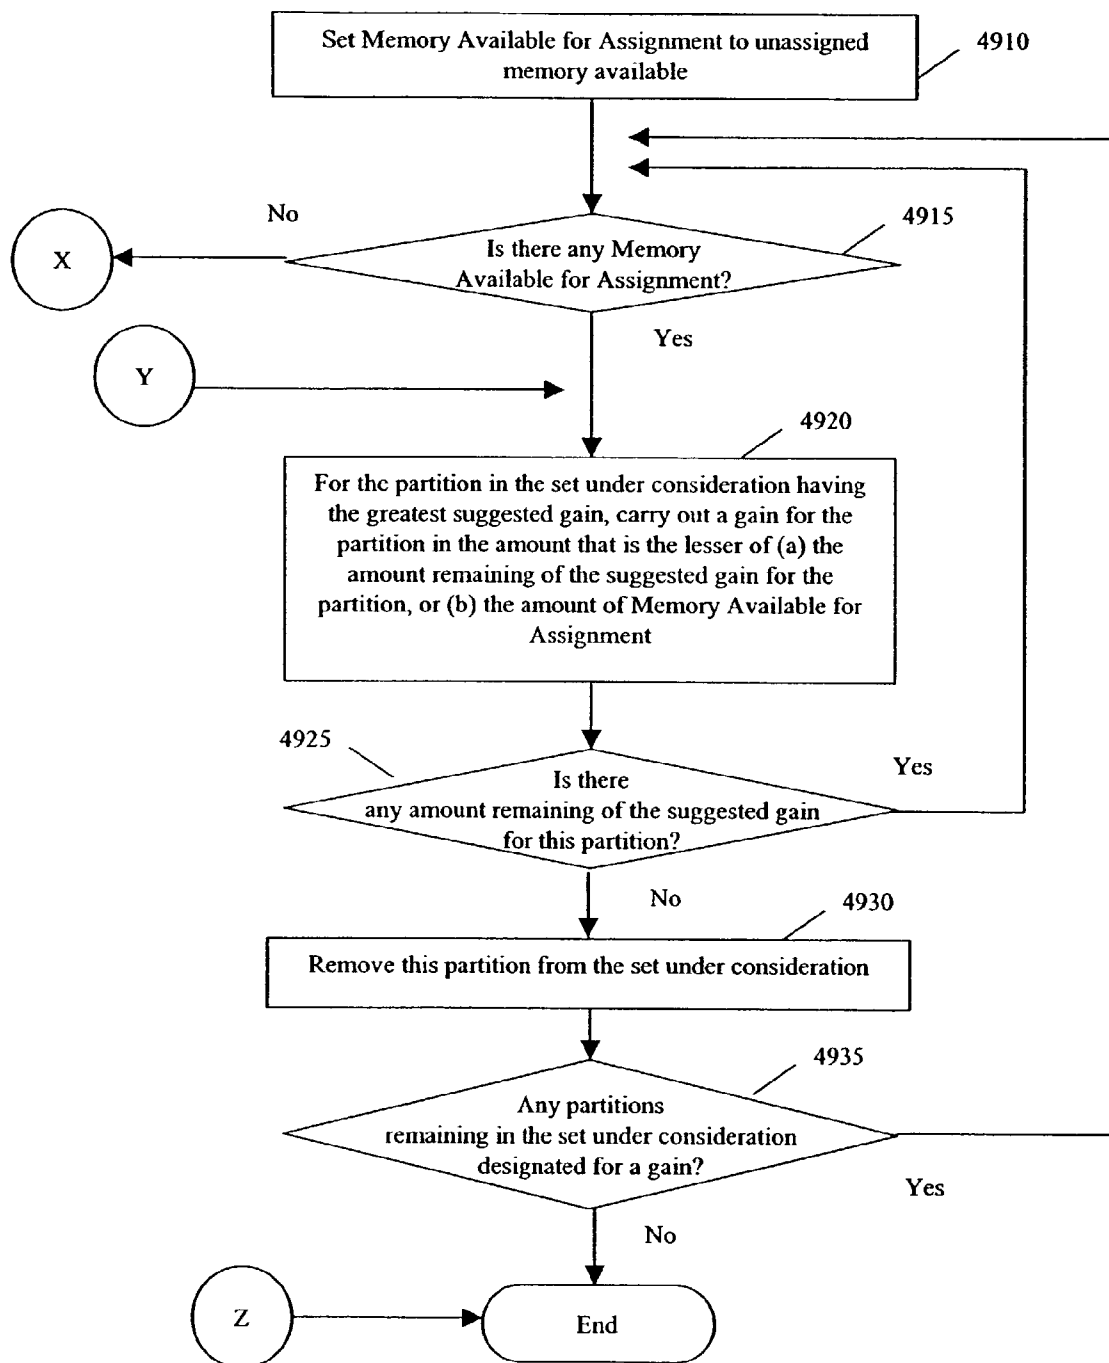 Set Memory Available for Assignment to unassigned
memory available
4910
No
4915
X
Is there any Memory
Available for Assignment?
Yes
Y
4920
For the partition in the set under consideration having
the greatest suggested gain, carry out a gain for the
partition in the amount that is the lesser of (a) the
amount remaining of the suggested gain for the
partition, or (b) the amount of Memory Available for
Assignment
4925
Yes
Is there
any amount remaining of the suggested gain
for this partition?
No
4930
Remove this partition from the set under consideration
4935
Any partitions
remaining in the set under consideration
designated for a gain?
Yes
No
Z
End